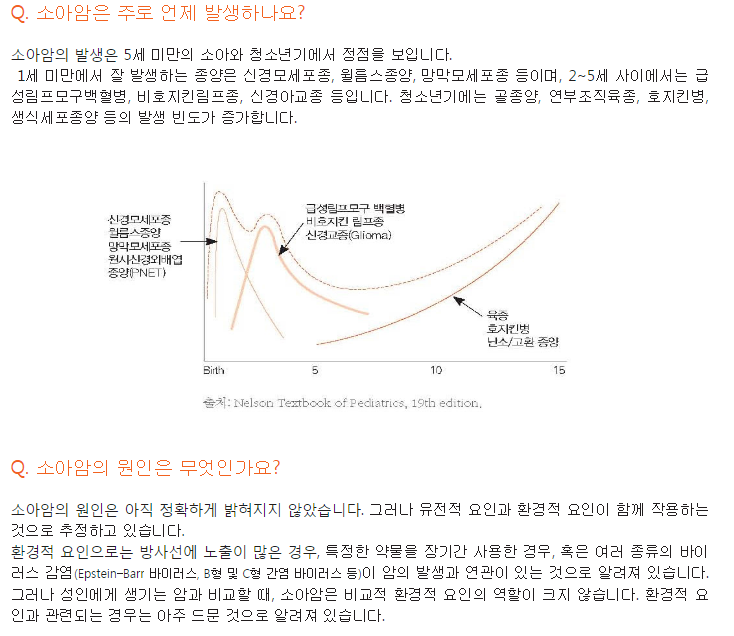 Q. 소아암은 주로 언제 발생하나요?
소아암의 발생은 5세 미만의 소아와 청소년기에서 정점을 보입니다.
1세 미만에서 잘 발생하는 종양은 신경모세포종, 윌름스종양, 망막모세포종 등이며, 2~5세 사이에서는 급
성림프모구백혈병, 비호지킨림프종, 신경아교종 등입니다. 청소년기에는 골종양, 연부조직육종, 호지킨병,
생식세포종양 등의 발생 빈도가 증가합니다.
신경모세포종
윌름스종양
망막모세포종
원시신경외배엽
종양(PNET)
급성림프모구 백혈병
비호지킨 림프종
신경교종(Glioma)
육종
호지킨병
난소/고환 종양
Birth 5 10 15
출처: Nelson Textbook of Pediatrics, 19th edition.
Q. 소아암의 원인은 무엇인가요?
소아암의 원인은 아직 정확하게 밝혀지지 않았습니다. 그러나 유전적 요인과 환경적 요인이 함께 작용하는
것으로 추정하고 있습니다.
환경적 요인으로는 방사선에 노출이 많은 경우, 특정한 약물을 장기간 사용한 경우, 혹은 여러 종류의 바이
러스 감염(Epstein-Barr 바이러스, B형 및 C형 간염 바이러스 등)이 암의 발생과 연관이 있는 것으로 알려져 있습니다.
그러나 성인에게 생기는 암과 비교할 때, 소아암은 비교적 환경적 요인의 역할이 크지 않습니다. 환경적 요
인과 관련되는 경우는 아주 드문 것으로 알려져 있습니다.